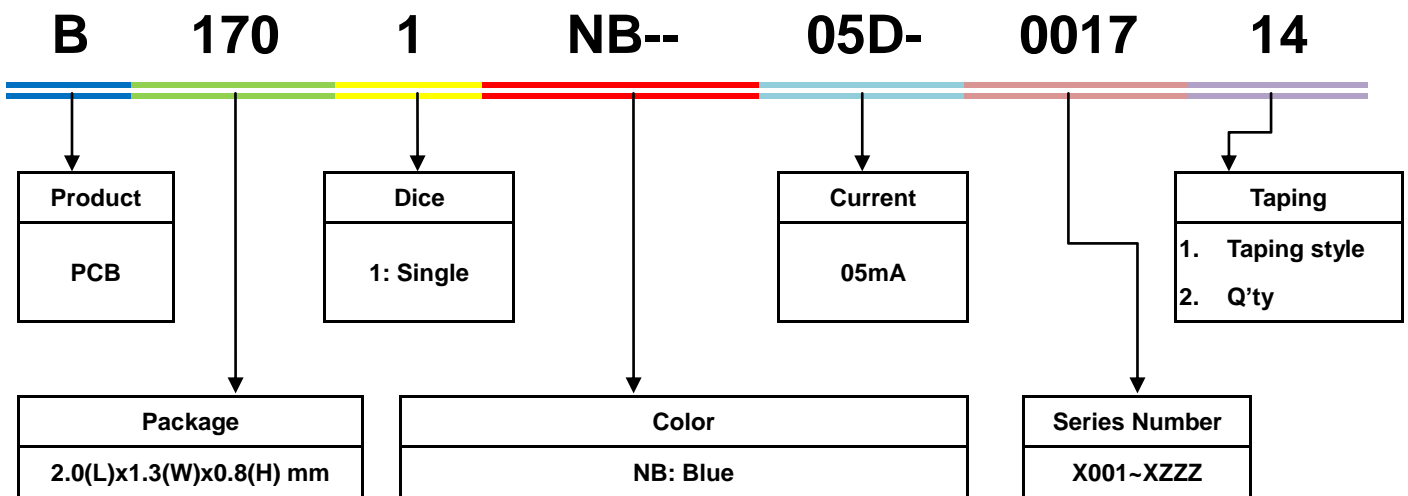 B 170 1 NB-- 05D- 0017 14
Product
PCB
Dice
1: Single
Current
05mA
Taping
1. Taping style
2. Q’ty
Package
2.0(L)x1.3(W)x0.8(H) mm
Color
NB: Blue
Series Number
X001~XZZZ